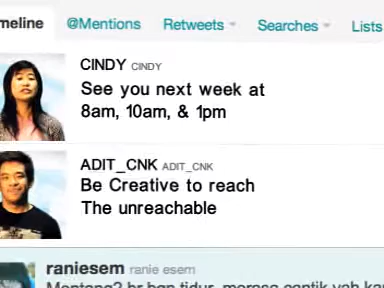 meline @Mentions Retweets Searches Lists
CINDY CINDY
See you next week at
8am, 10am, & 1pm
ADIT_CNK ADIT_CNK
Be Creative to reach
The unreachable
raniesem ranie esem